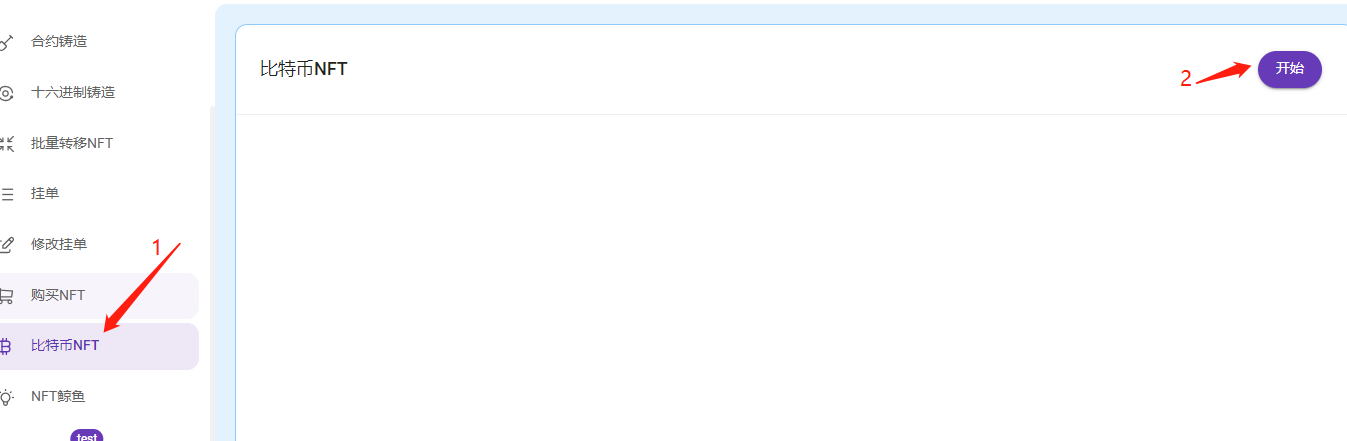 合约铸造
十六进制铸造
批量转移NFT
挂单
修改挂单
1
购买NFT
比特币NFT
NFT鲸鱼
test
比特币NFT
2
开始